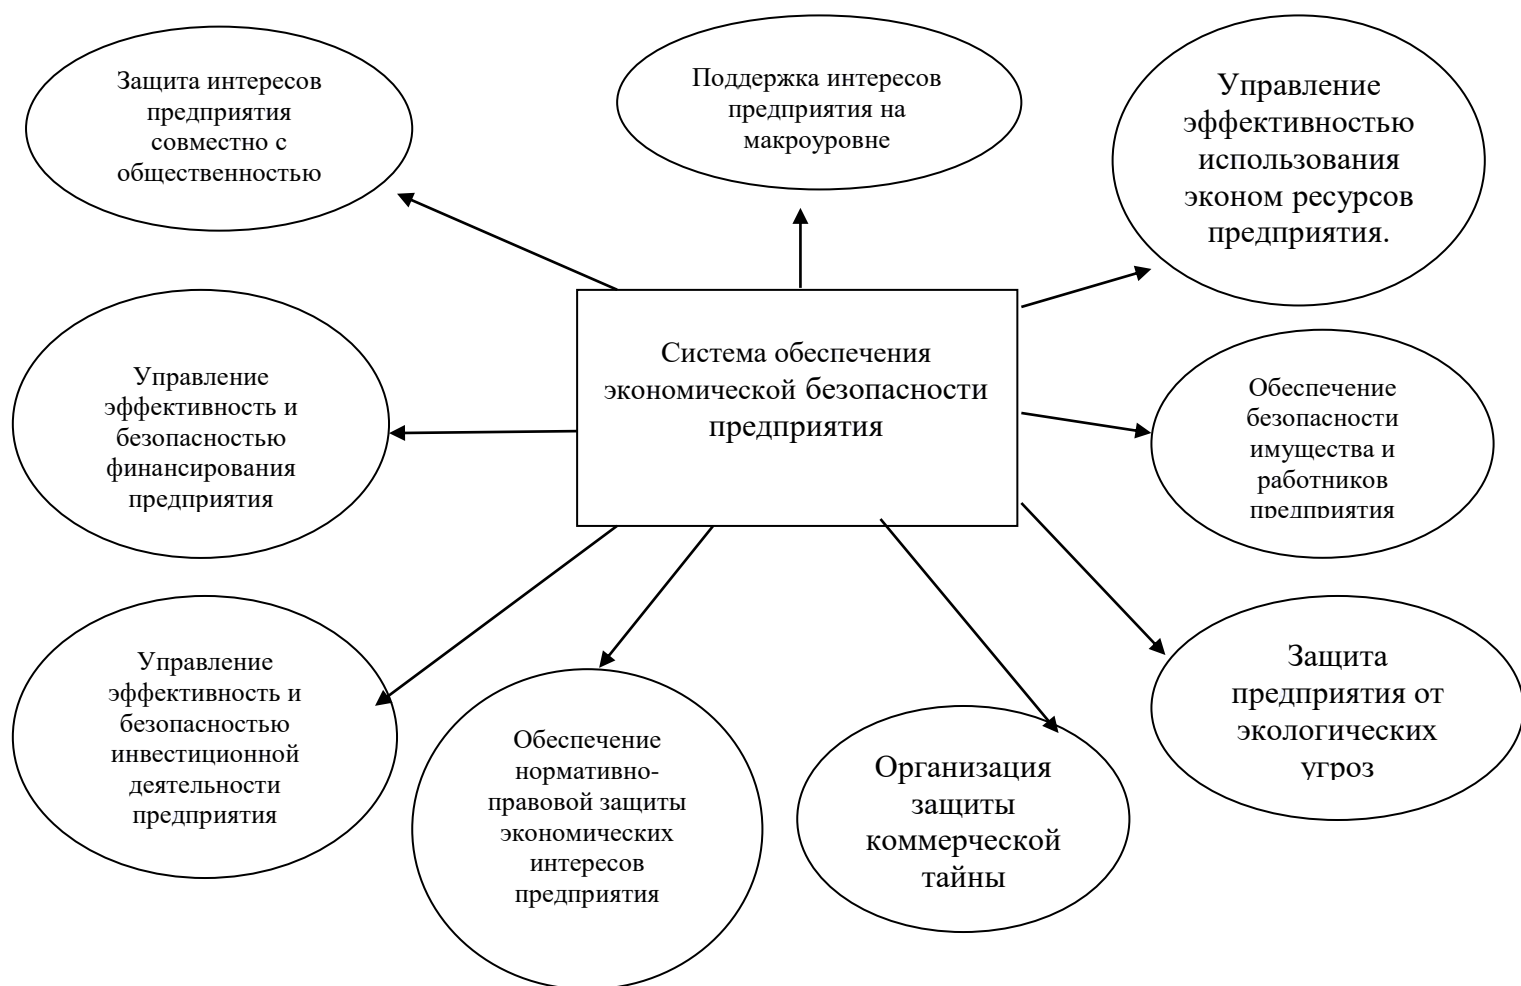 Защита интересов
предприятия
совместно с
общественностью
Поддержка интересов
предприятия на
макроуровне
Управление
эффективностью
использования
эконом ресурсов
предприятия.
Система обеспечения
экономической безопасности
предприятия
Управление
эффективность и
безопасностью
финансирования
предприятия
Обеспечение
безопасности
имущества и
работников
предприятия
Управление
эффективность и
безопасностью
инвестиционной
деятельности
предприятия
Обеспечение
нормативно-
правовой защиты
экономических
интересов
предприятия
Организация
защиты
коммерческой
тайны
Защита
предприятия от
экологических
угроз